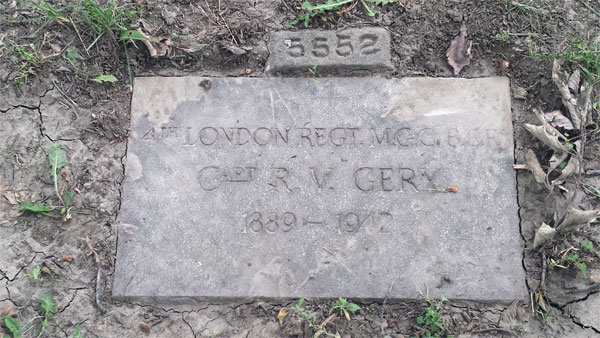 5552
4TH LONDON REGT. M.G.C. B.E.F.
CAPT R. V. GERY
1889 – 1942